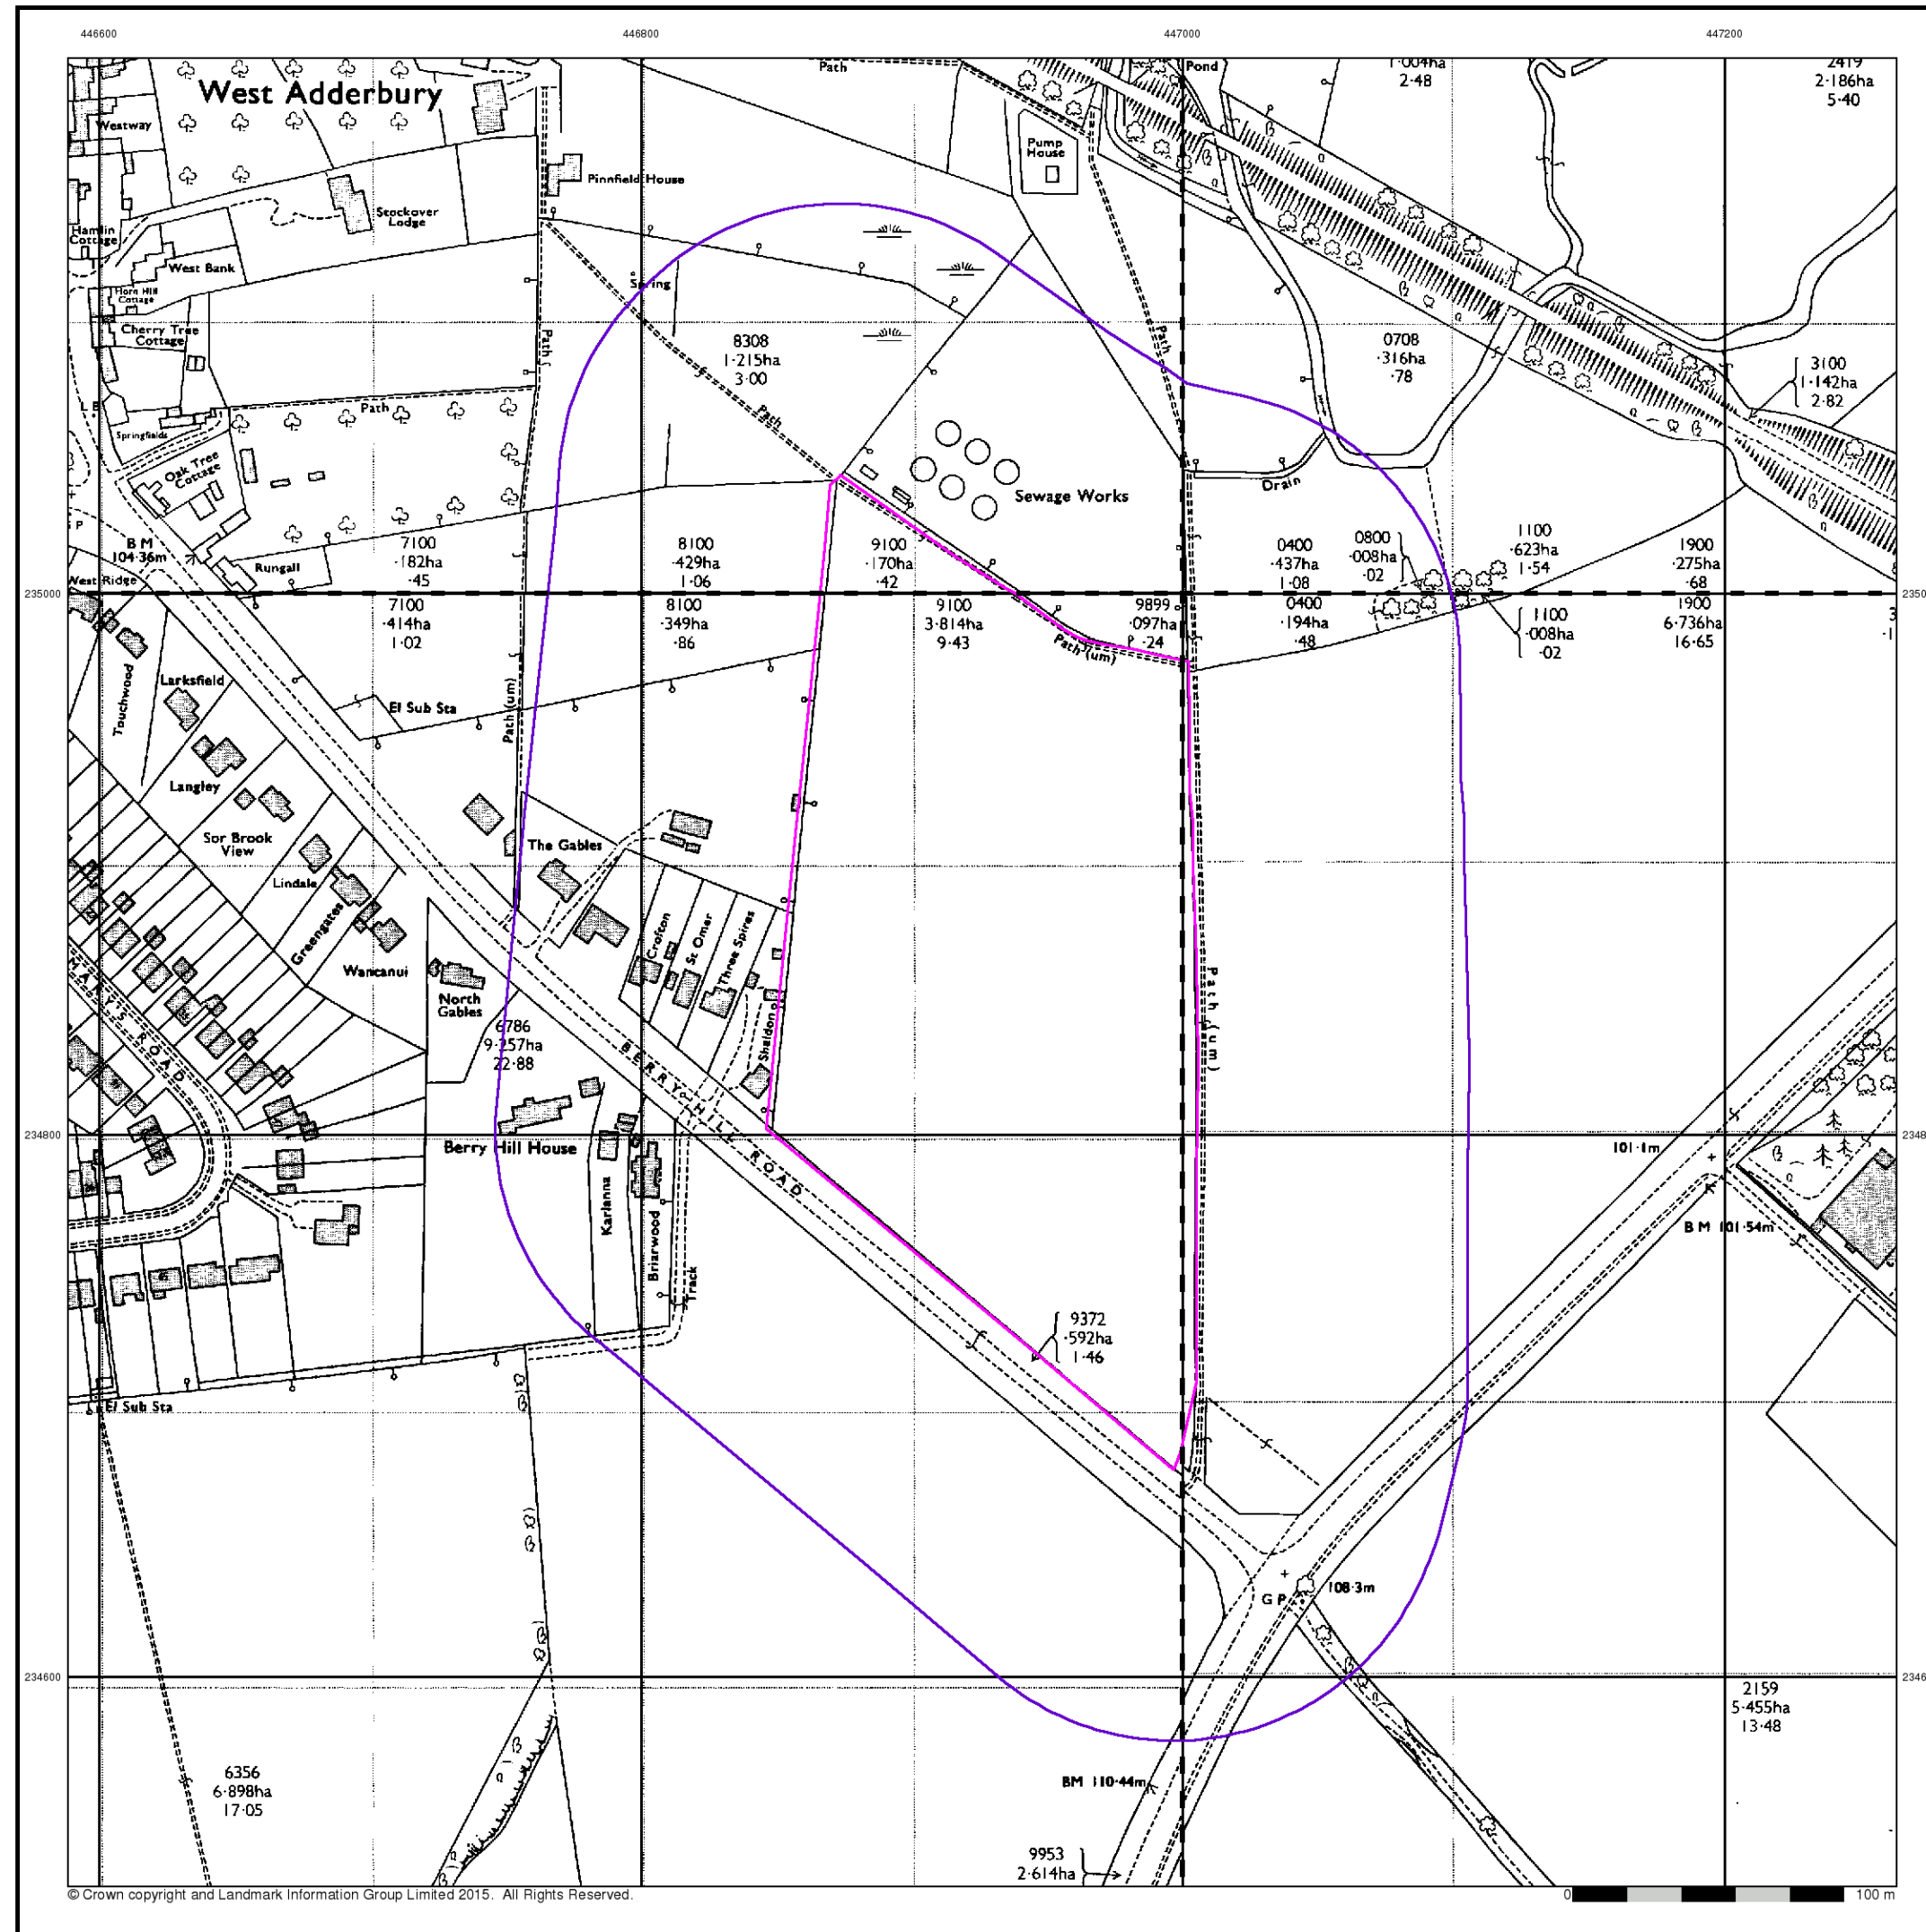 446600
446800
447000
447200
West Adderbury
Westway
Path
Pond
1·004ha
2·48
2419
2·186ha
5·40
Pump
House
Pinnfield House
Stockover
Lodge
Hamlin
Cottage
West Bank
Horn Hill
Cottage
Cherry Tree
Cottage
Spring
Path
Path
8308
1·215ha
3·00
0708
·316ha
·78
3100
1·142ha
2·82
Path
Path
Springfields
Oak Tree
Cottage
Sewage Works
Drain
B M
104·36m
Rungall
West Ridge
7100
·182ha
·45
8100
·429ha
1·06
9100
·170ha
·42
0400
·437ha
1·08
0800
·008ha
·02
1100
·623ha
1·54
1900
·275ha
·68
235000
2350
7100
·414ha
1·02
8100
·349ha
·86
9100
3·814ha
9·43
9899
·097ha
·24
0400
·194ha
·48
1100
·008ha
·02
1900
6·736ha
16·65
Path (um)
Touchwood
Larksfield
El Sub Sta
Path (um)
Langley
Sor Brook
View
Lindale
Greengates
Wancanui
The Gables
Crofton
St Omer
Three Spires
Sheldon
North
Gables
6786
9·257ha
22·88
MARY'S ROAD
BERRY HILL ROAD
Path (um)
Berry Hill House
Karlanna
Briarwood
Track
234800
2348
101·1m
B M 101·54m
9372
·592ha
1·46
El Sub Sta
G P
108·3m
234600
2346
2159
5·455ha
13·48
6356
6·898ha
17·05
BM 110·44m
9953
2·614ha
© Crown copyright and Landmark Information Group Limited 2015. All Rights Reserved.
0
100 m